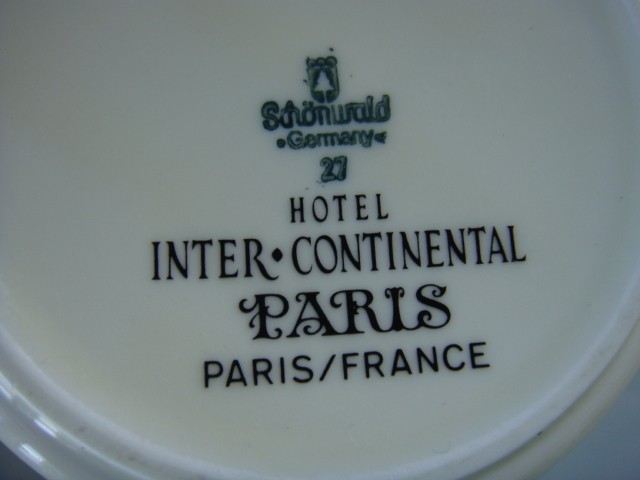 Schönwald
•Germany•
27
HOTEL
INTER•CONTINENTAL
PARIS
PARIS/FRANCE